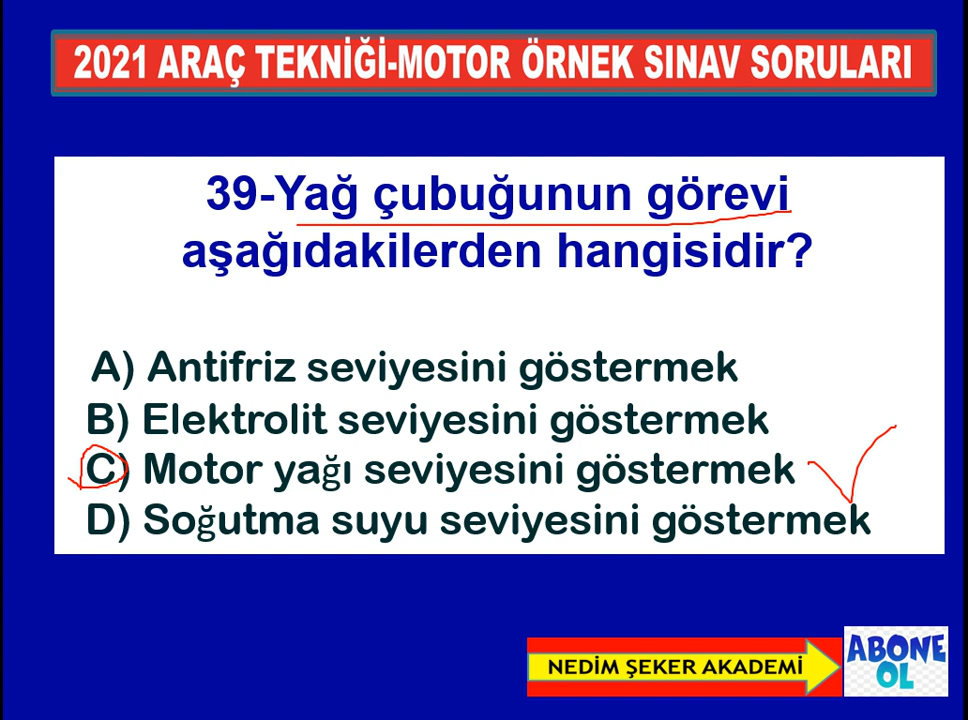 2021 ARAÇ TEKNİĞİ-MOTOR ÖRNEK SINAV SORULARI
39-Yağ çubuğunun görevi
aşağıdakilerden hangisidir?
A) Antifriz seviyesini göstermek
B) Elektrolit seviyesini göstermek
C) Motor yağı seviyesini göstermek
D) Soğutma suyu seviyesini göstermek
NEDİM ŞEKER AKADEMİ
ABONE
OL